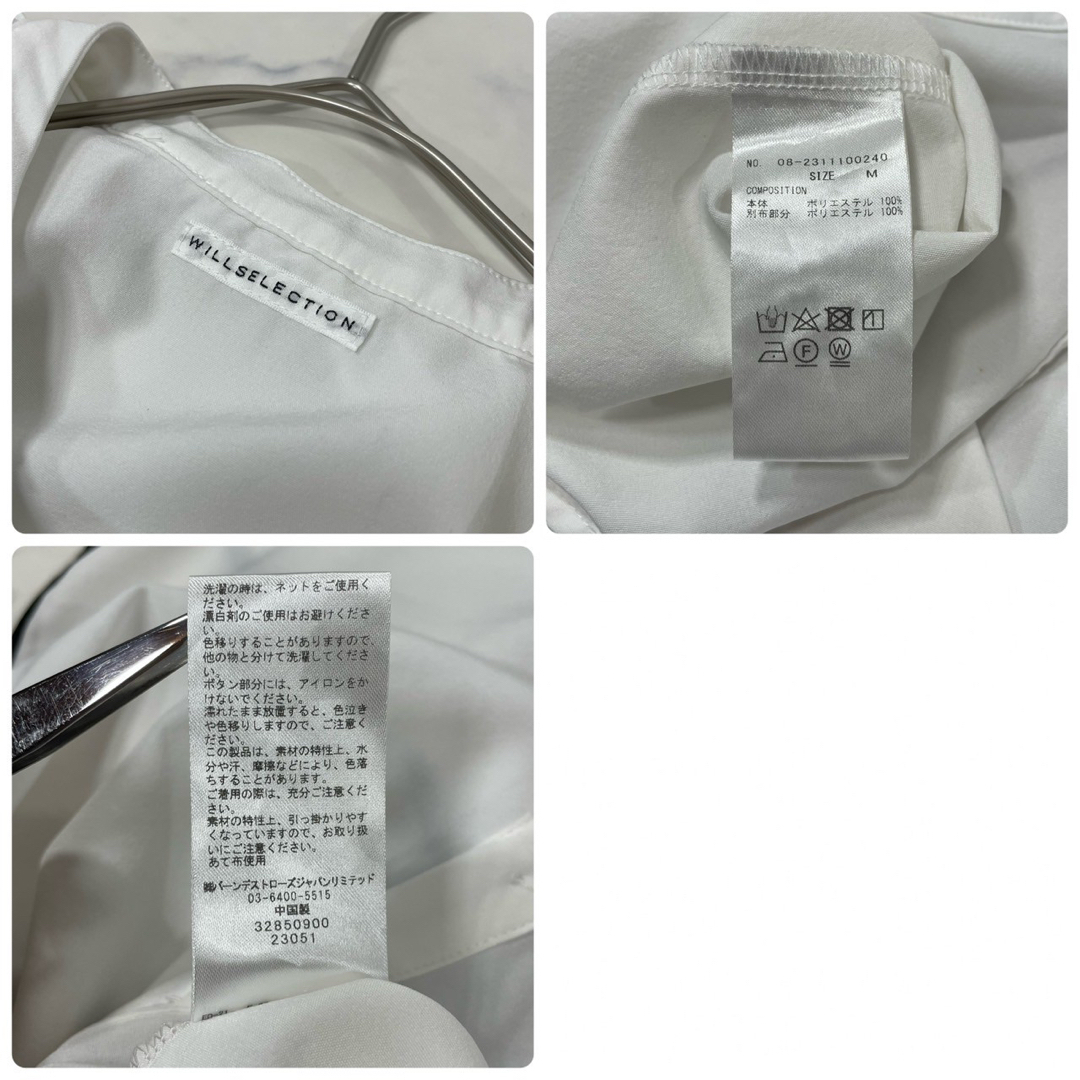 WILLSELECTION
NO. 08-2311100240
SIZE M
COMPOSITION
本体 ポリエステル 100%
別布部分 ポリエステル 100%
F W
洗濯の時は、ネットをご使用く
ださい。
漂白剤のご使用はお避けくださ
い。
色移りすることがありますので、
他の物と分けて洗濯してくださ
い。
ボタン部分には、アイロンをか
けないでください。
濡れたまま放置すると、色泣き
や色移りしますので、ご注意く
ださい。
この製品は、素材の特性上、水
分や汗、摩擦などにより、色落
ちすることがあります。
ご着用の際は、充分ご注意くだ
さい。
素材の特性上、引っ掛かりやす
くなっていますので、お取り扱
いにご注意ください。
あて布使用
㈱バーンデストローズジャパンリミテッド
03-6400-5515
中国製
32850900
23051